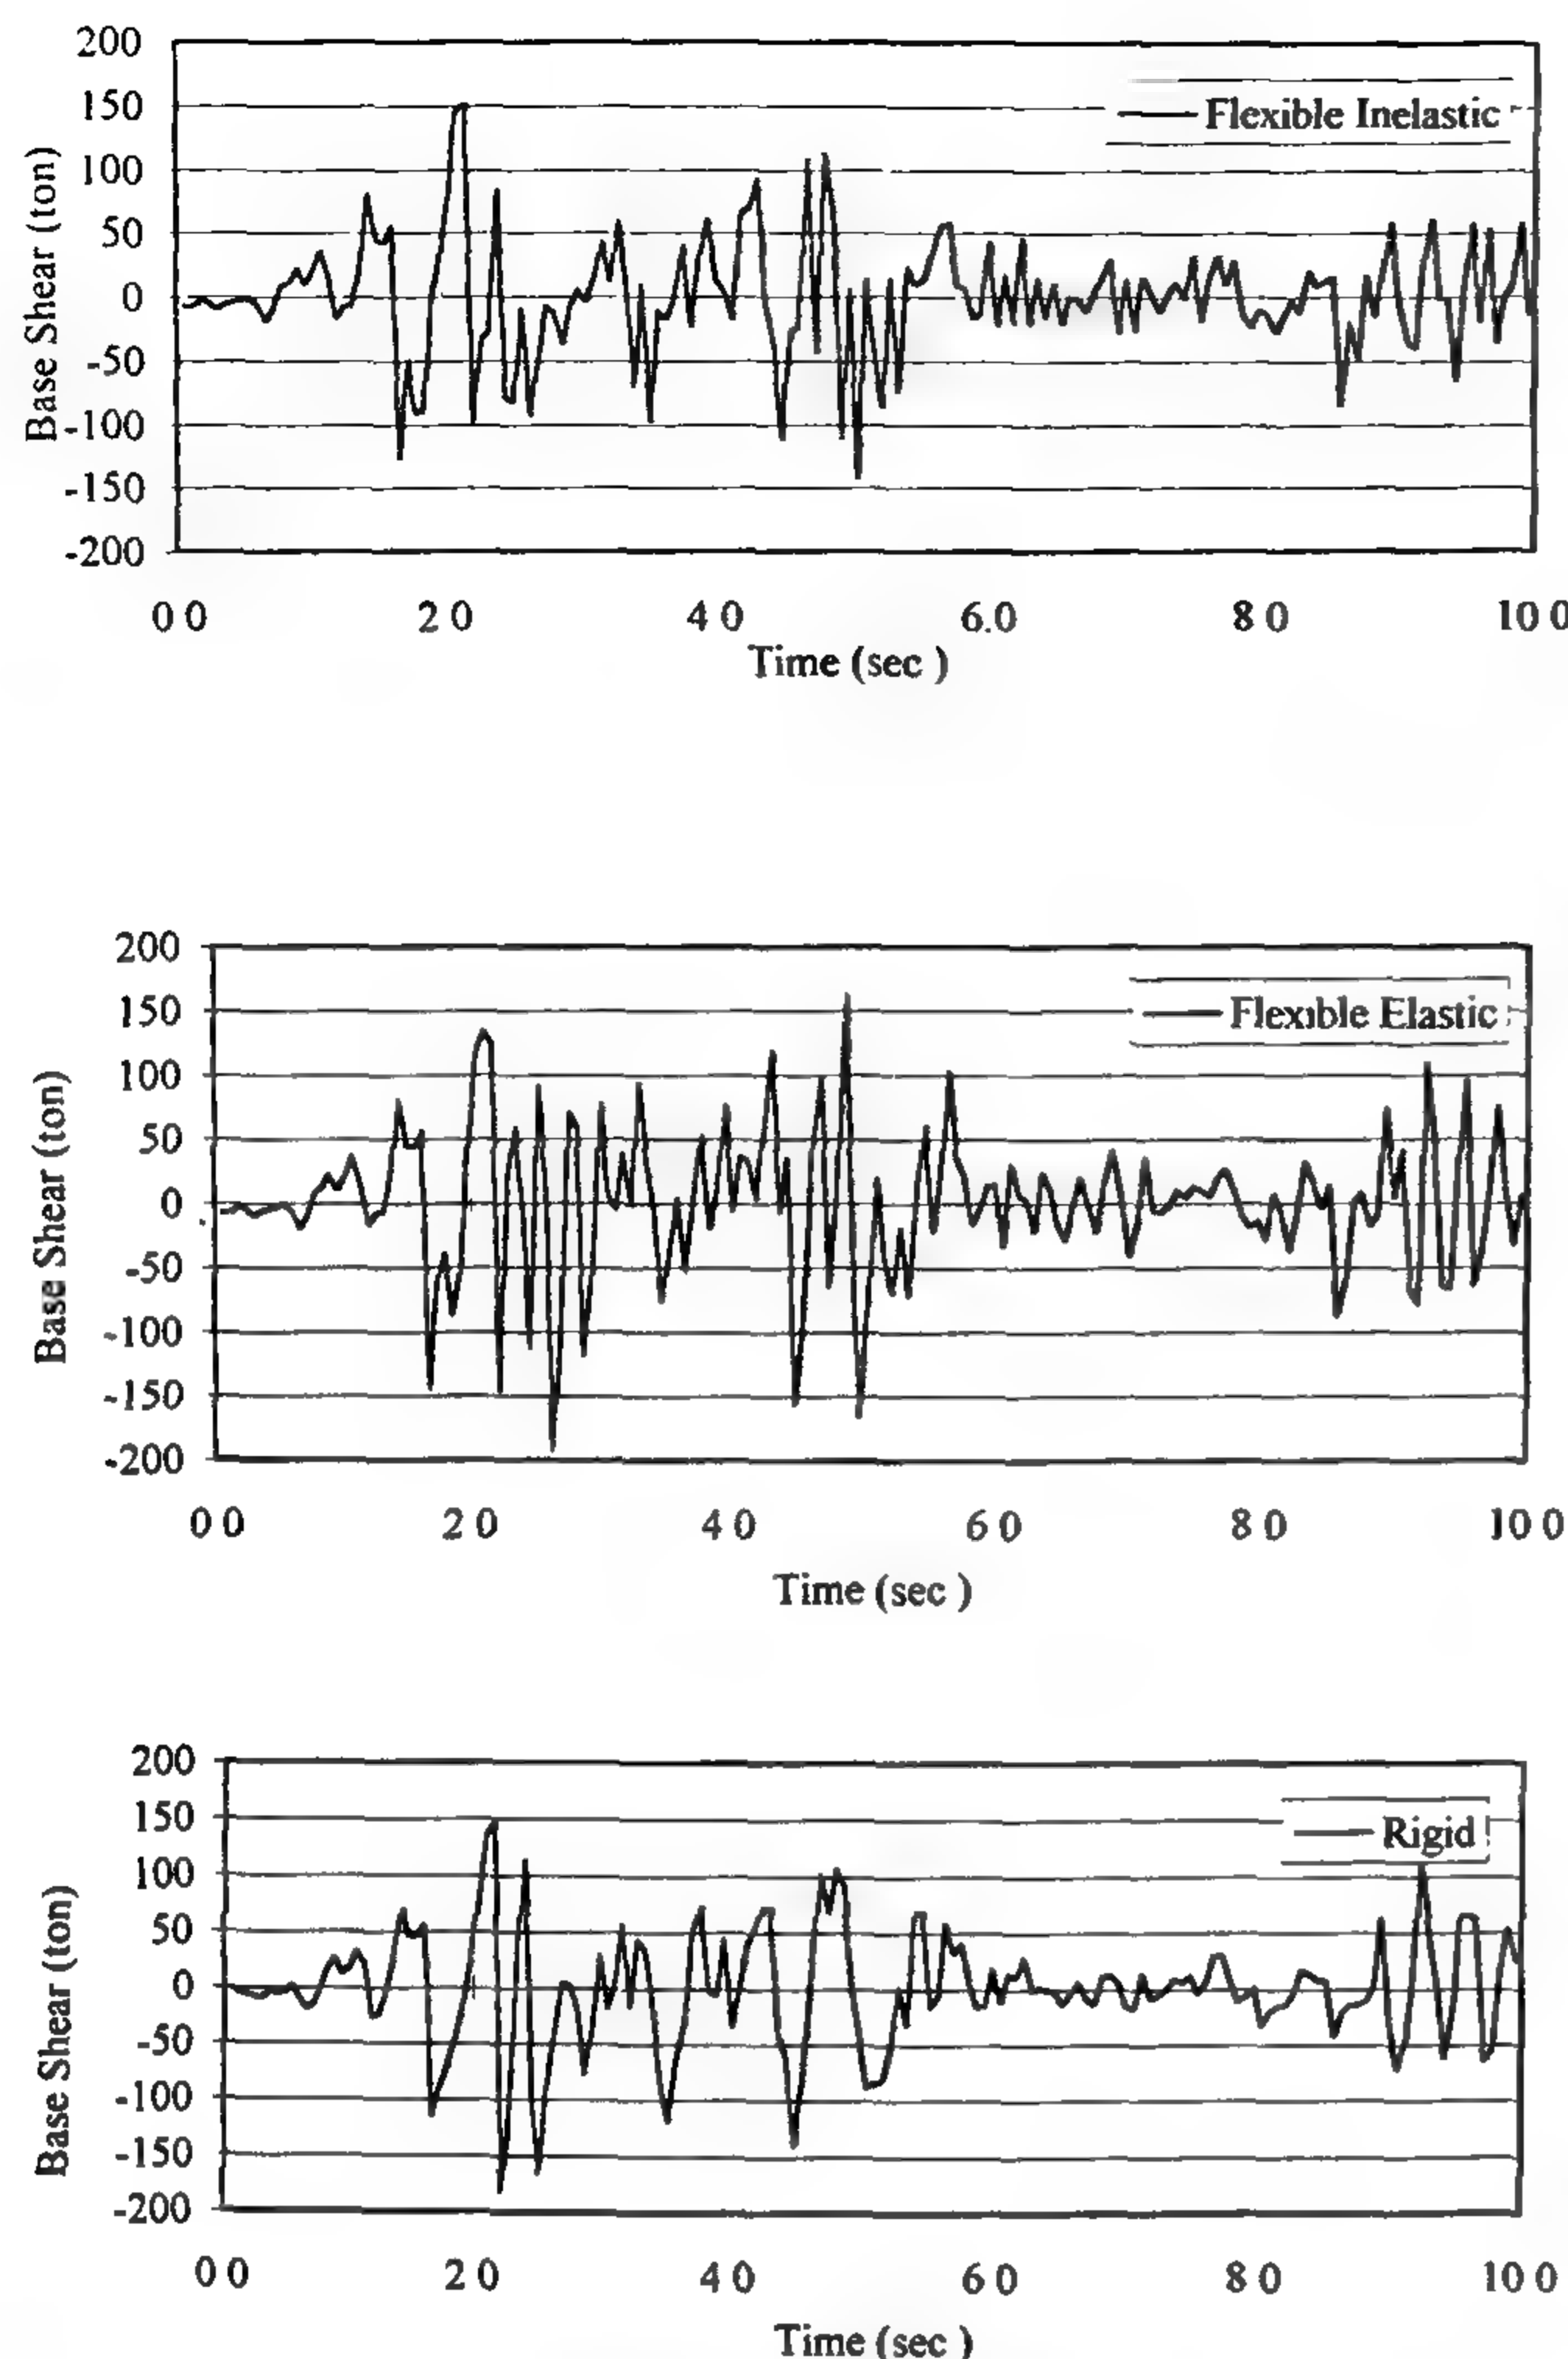 200
150
100
50
0
-50
-100
-150
-200
Base Shear (ton)
Flexible Inelastic
0 0 2 0 4 0 6.0 8 0 10 0
Time (sec )
200
150
100
50
0
-50
-100
-150
-200
Base Shear (ton)
Flexible Elastic
0 0 2 0 4 0 6 0 8 0 10 0
Time (sec )
200
150
100
50
0
-50
-100
-150
-200
Base Shear (ton)
Rigid
0 0 2 0 4 0 6 0 8 0 10 0
Time (sec )